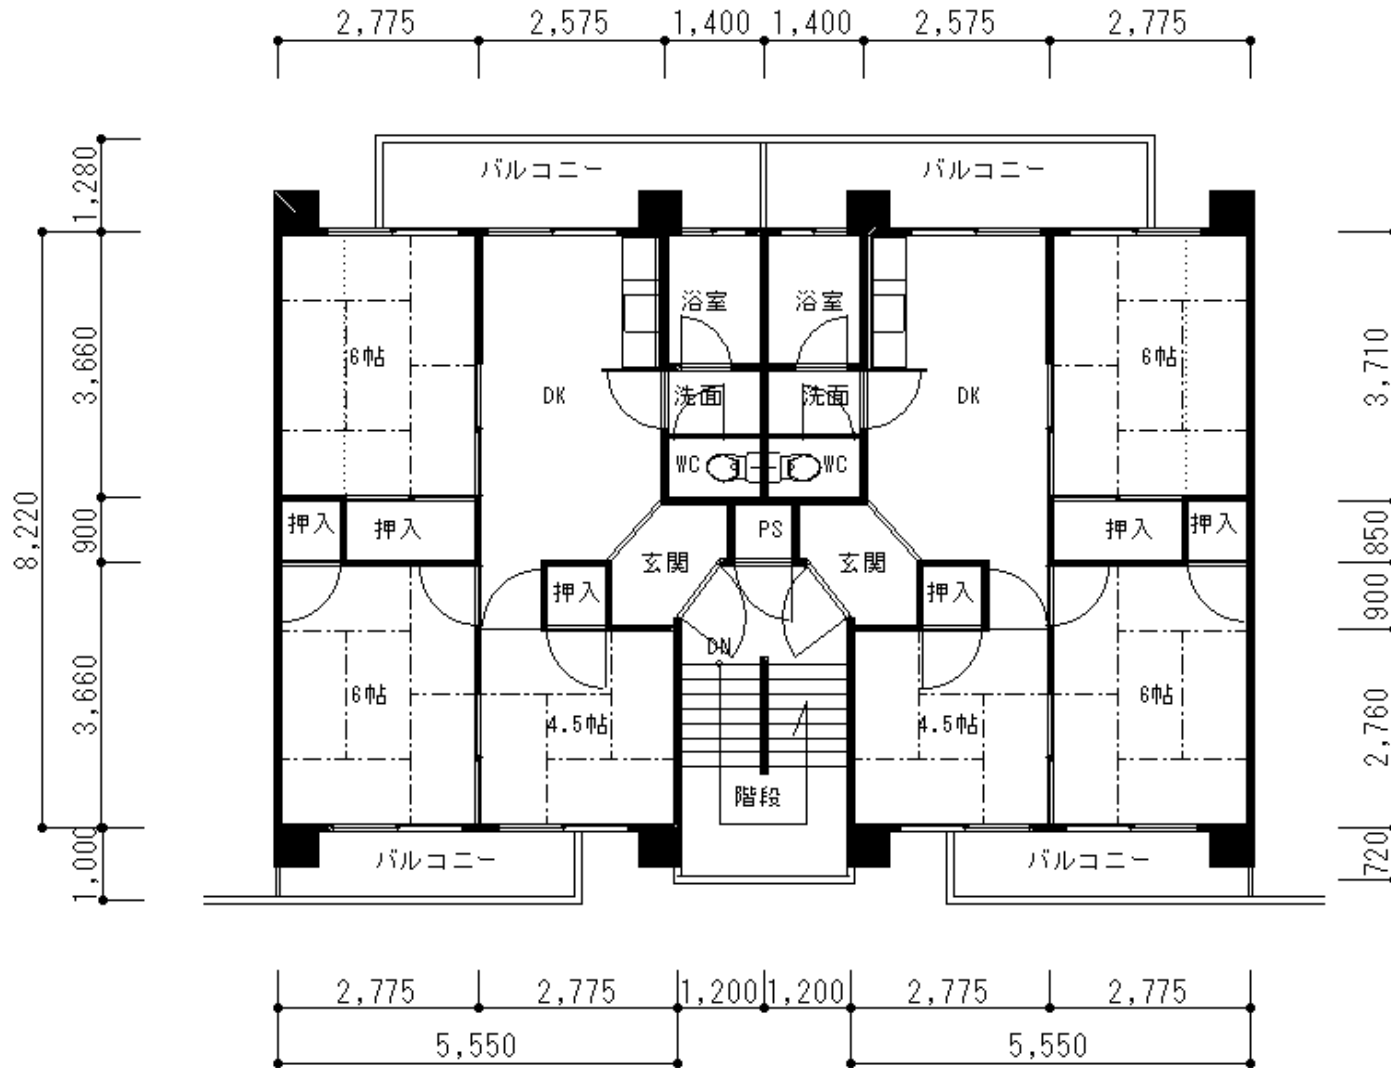 2,775 2,575 1,400 1,400 2,575 2,775
1,280
バルコニー バルコニー
浴室 浴室
6帖 6帖
3,660 3,710
DK 洗面 洗面 DK
WC WC
8,220
押入 押入 PS 押入 押入
900 850
玄関 玄関
押入 押入
900
DN
6帖 4.5帖 4.5帖 6帖
3,660 2,760
階段
バルコニー バルコニー
1,000 720
2,775 2,775 1,200 1,200 2,775 2,775
5,550 5,550